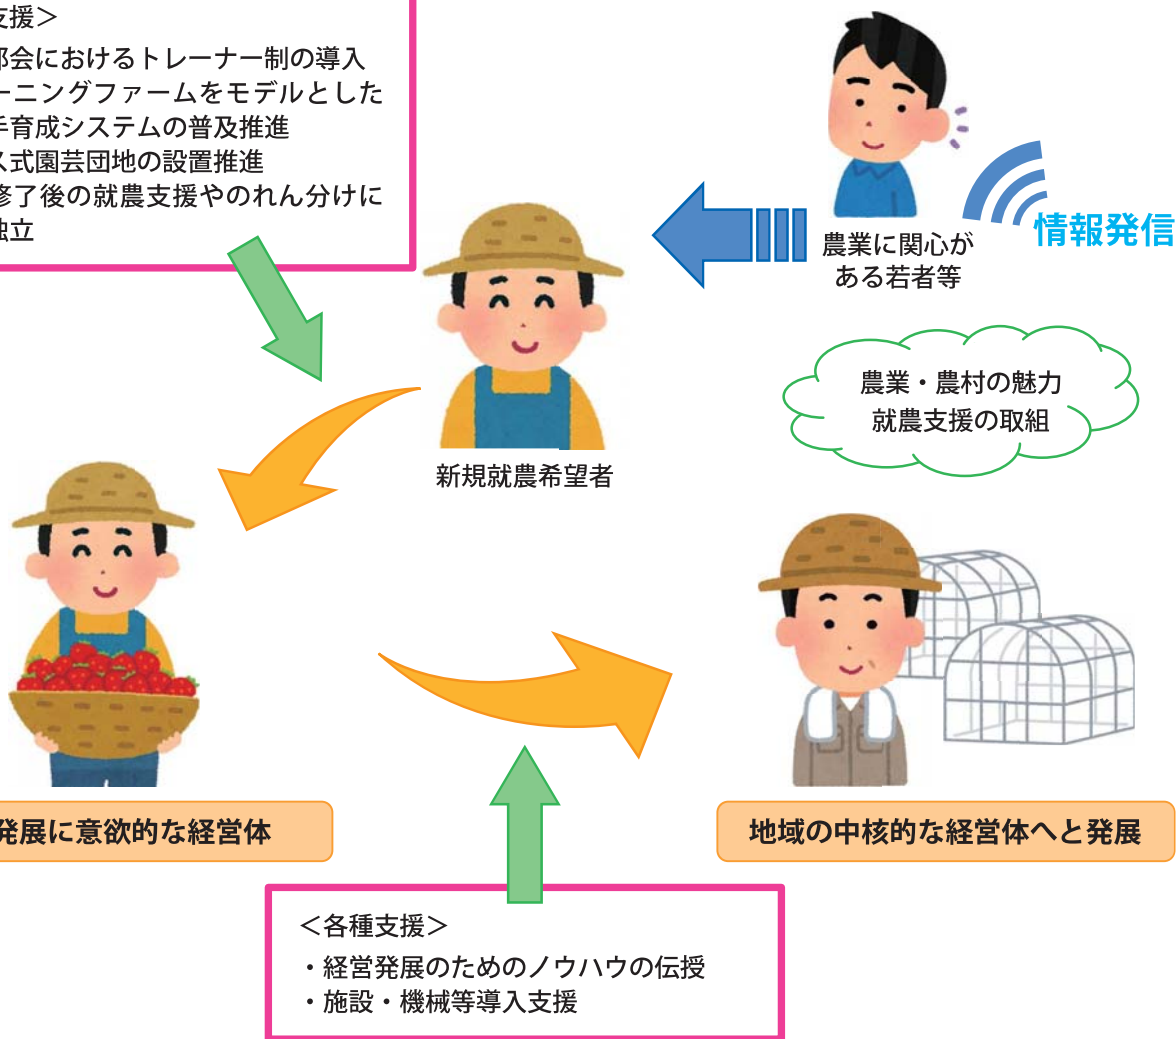 支援＞
部会におけるトレーナー制の導入
ーニングファームをモデルとした
手育成システムの普及推進
ス式園芸団地の設置推進
修了後の就農支援やのれん分けに
独立
情報発信
農業に関心が
ある若者等
農業・農村の魅力
就農支援の取組
新規就農希望者
発展に意欲的な経営体
地域の中核的な経営体へと発展
＜各種支援＞
・経営発展のためのノウハウの伝授
・施設・機械等導入支援